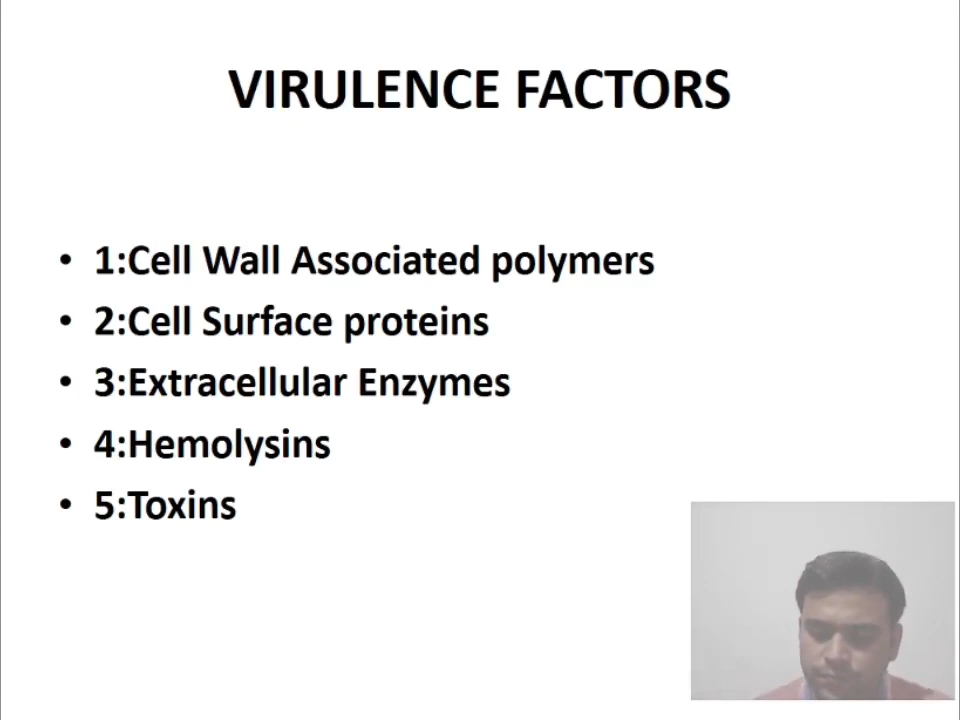 VIRULENCE FACTORS
• 1:Cell Wall Associated polymers
• 2:Cell Surface proteins
• 3:Extracellular Enzymes
• 4:Hemolysins
• 5:Toxins